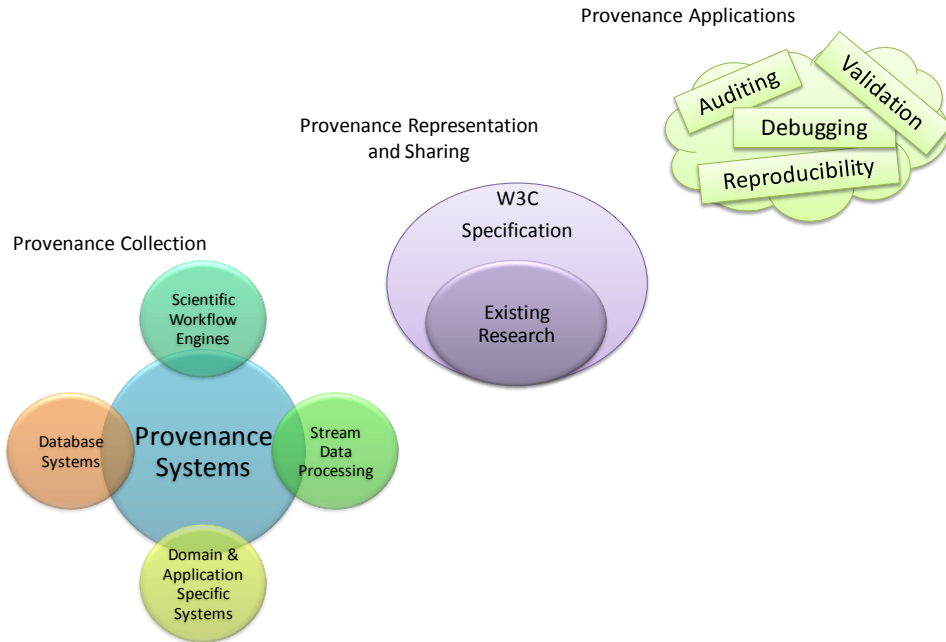 Provenance Applications
Auditing
Validation
Debugging
Reproducibility
Provenance Representation
and Sharing
W3C
Specification
Existing
Research
Provenance Collection
Scientific
Workflow
Engines
Database
Systems
Provenance
Systems
Stream
Data
Processing
Domain &
Application
Specific
Systems